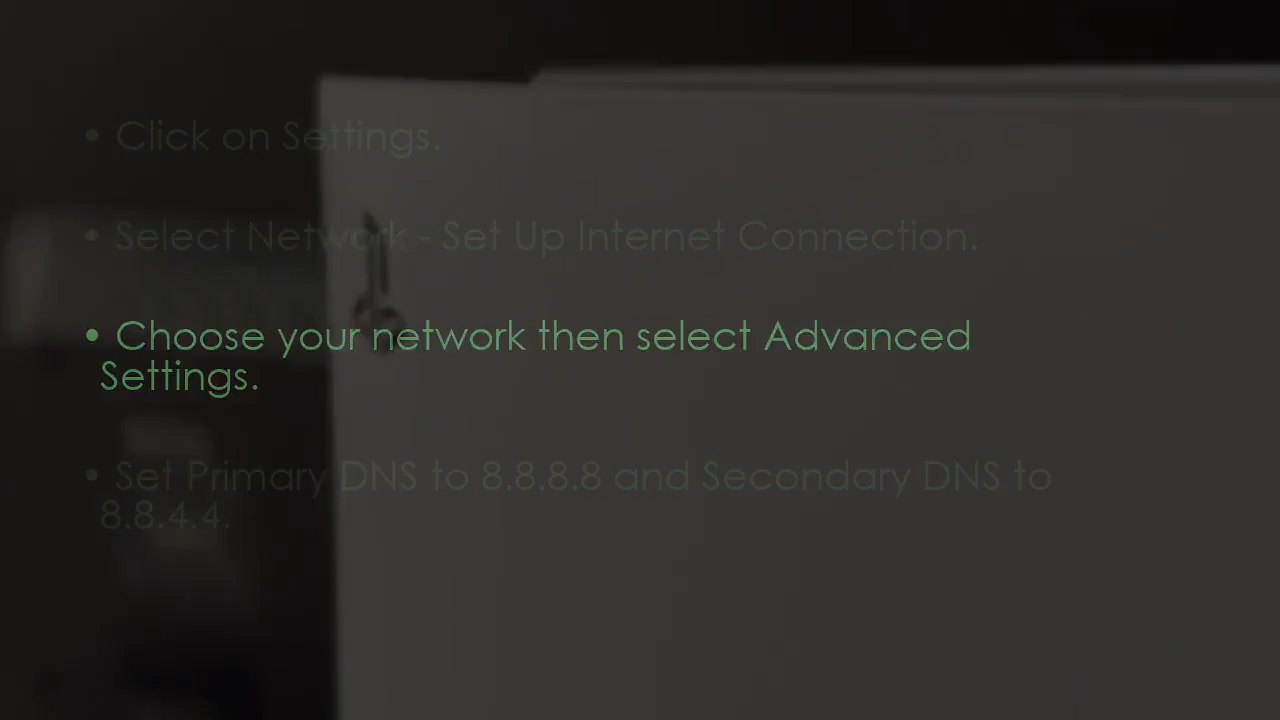 • Click on Settings.
• Select Network - Set Up Internet Connection.
• Choose your network then select Advanced
Settings.
• Set Primary DNS to 8.8.8.8 and Secondary DNS to
8.8.4.4.